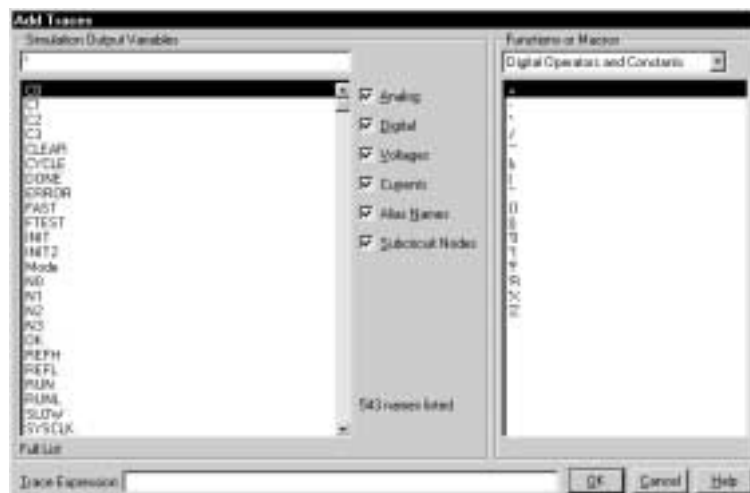 Add Traces
Simulation Output Variables
*
C0
C1
C2
C3
CLEAR
CYCLE
DONE
ERROR
FAST
FTEST
INIT
INIT2
Mode
N0
N1
N2
N3
OK
REFH
REFL
RUN
RUNL
SLOW
SYSCLK
Full List
Analog
Digital
Voltages
Currents
Alias Names
Subcircuit Nodes
543 names listed
Functions or Macros
Digital Operators and Constants
Trace Expression:
OK
Cancel
Help